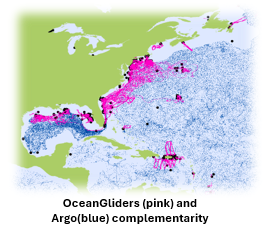 OceanGliders (pink) and
Argo(blue) complementarity